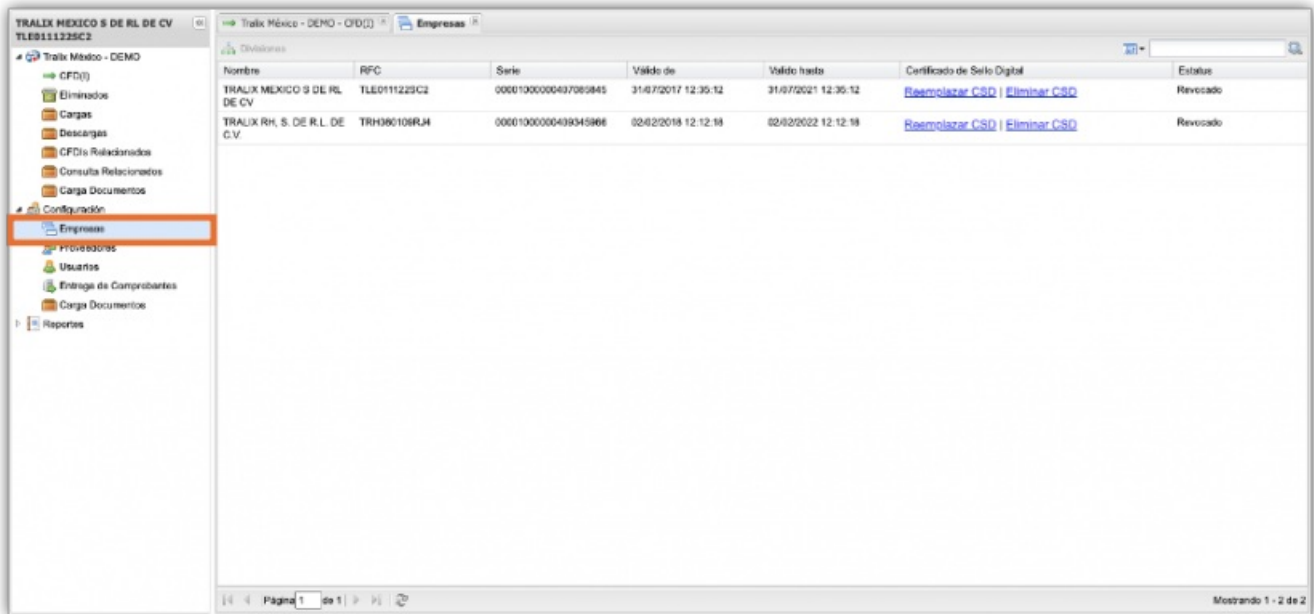 TRALIX MEXICO S DE RL DE CV
TLE011122SC2
Tralix México - DEMO
CFD(I)
Eliminados
Cargas
Descargas
CFDIs Relacionados
Consulta Relacionados
Carga Documentos
Configuración
Empresas
Proveedores
Usuarios
Entrega de Comprobantes
Carga Documentos
Reportes
Tralix México - DEMO - CFD(I) Empresas
Divisiones
Nombre RFC Serie Válido de Valido hasta Certificado de Sello Digital Estatus
TRALIX MEXICO S DE RL TLE011122SC2 00001000000407085845 31/07/2017 12:35:12 31/07/2021 12:35:12 Reemplazar CSD | Eliminar CSD Revocado
DE CV
TRALIX RH, S. DE R.L. DE TRH360109RJ4 00001000000409345966 02/02/2018 12:12:18 02/02/2022 12:12:18 Reemplazar CSD | Eliminar CSD Revocado
C.V.
Página 1 de 1 Mostrando 1 - 2 de 2